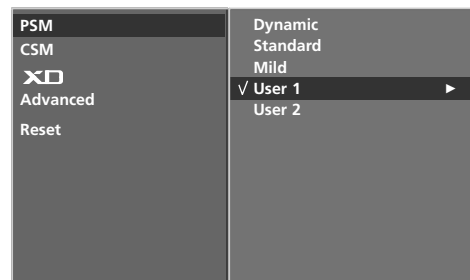 PSM
CSM
XD
Advanced
Reset
Dynamic
Standard
Mild
√ User 1 ►
User 2